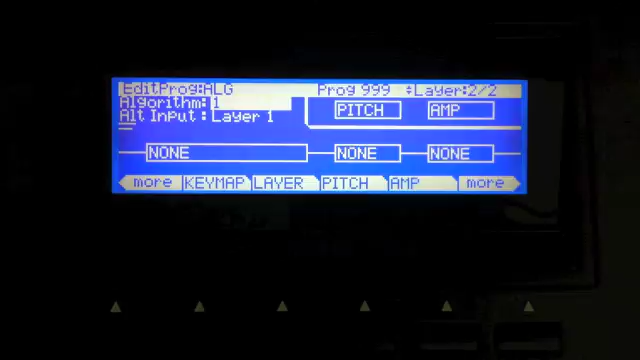 EditProg:ALG Prog 999 Layer:2/2
Algorithm: 1 PITCH AMP
Alt Input : Layer 1
NONE NONE NONE
more KEYMAP LAYER PITCH AMP more